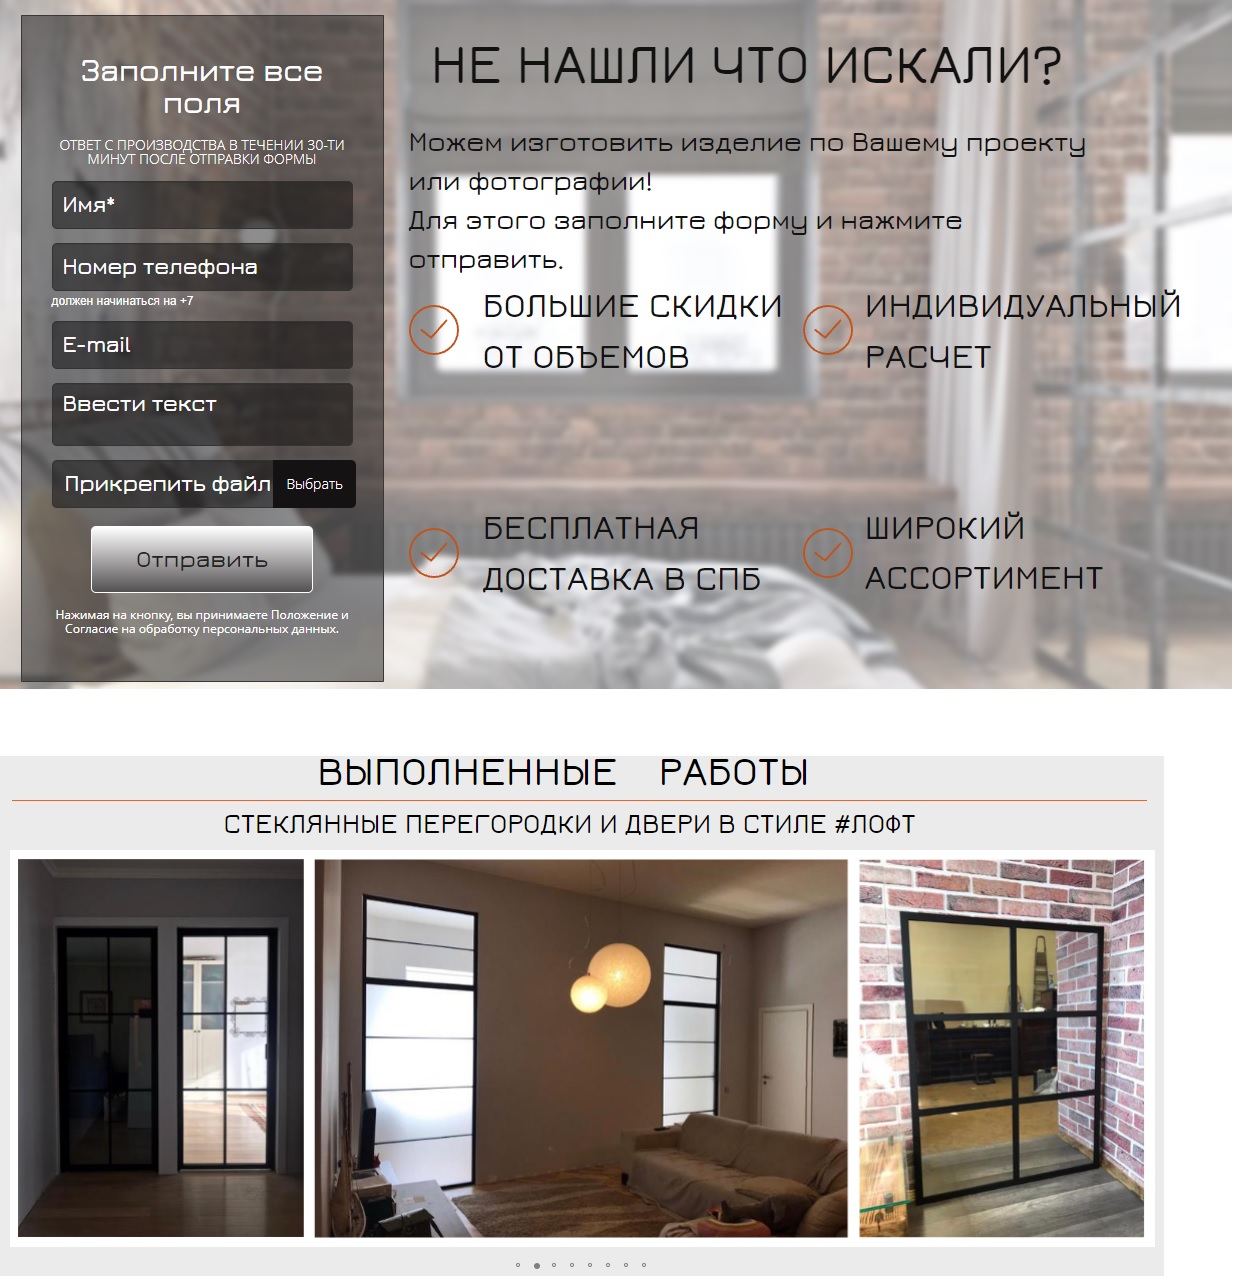 Заполните все
поля
ОТВЕТ С ПРОИЗВОДСТВА В ТЕЧЕНИИ 30-ТИ
МИНУТ ПОСЛЕ ОТПРАВКИ ФОРМЫ
Имя*
Номер телефона
должен начинаться на +7
E-mail
Ввести текст
Прикрепить файл Выбрать
Отправить
Нажимая на кнопку, вы принимаете Положение и
Согласие на обработку персональных данных.
НЕ НАШЛИ ЧТО ИСКАЛИ?
Можем изготовить изделие по Вашему проекту
или фотографии!
Для этого заполните форму и нажмите
отправить.
БОЛЬШИЕ СКИДКИ
ОТ ОБЪЕМОВ
ИНДИВИДУАЛЬНЫЙ
РАСЧЕТ
БЕСПЛАТНАЯ
ДОСТАВКА В СПБ
ШИРОКИЙ
АССОРТИМЕНТ
ВЫПОЛНЕННЫЕ РАБОТЫ
СТЕКЛЯННЫЕ ПЕРЕГОРОДКИ И ДВЕРИ В СТИЛЕ #ЛОФТ